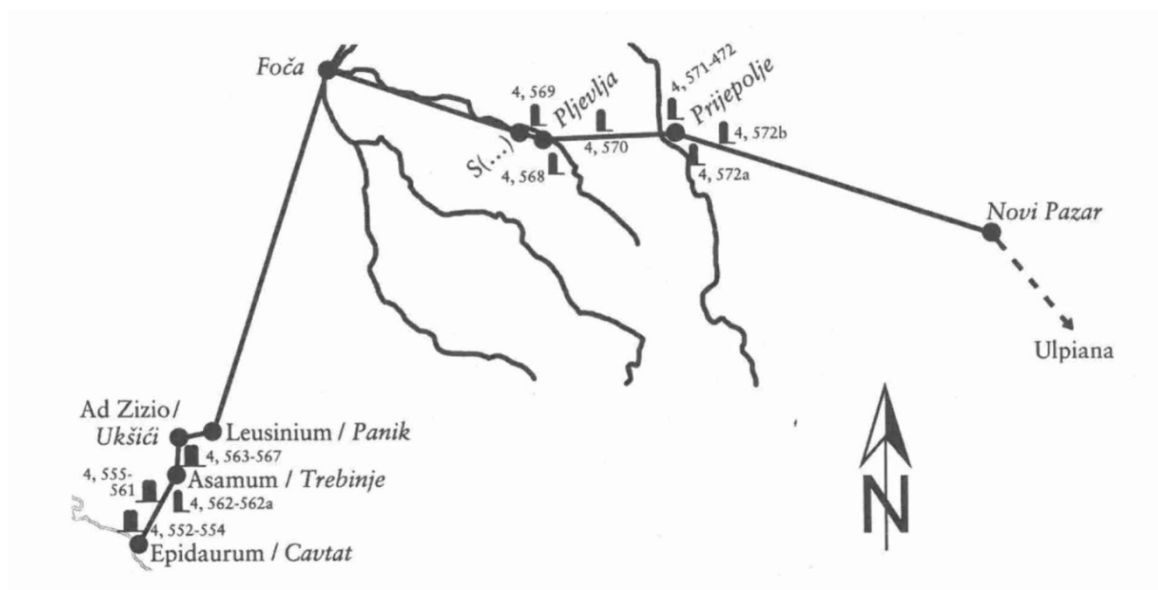 Foča
4, 569
Pljevlja
4, 571-472
Prijepolje
S(...)
4, 568
4, 570
4, 572b
4, 572a
Novi Pazar
Ulpiana
Ad Zizio/
Ukšići
Leusinium / Panik
4, 563-567
4, 555-
561
Asamum / Trebinje
4, 562-562a
4, 552-554
Epidaurum / Cavtat
N